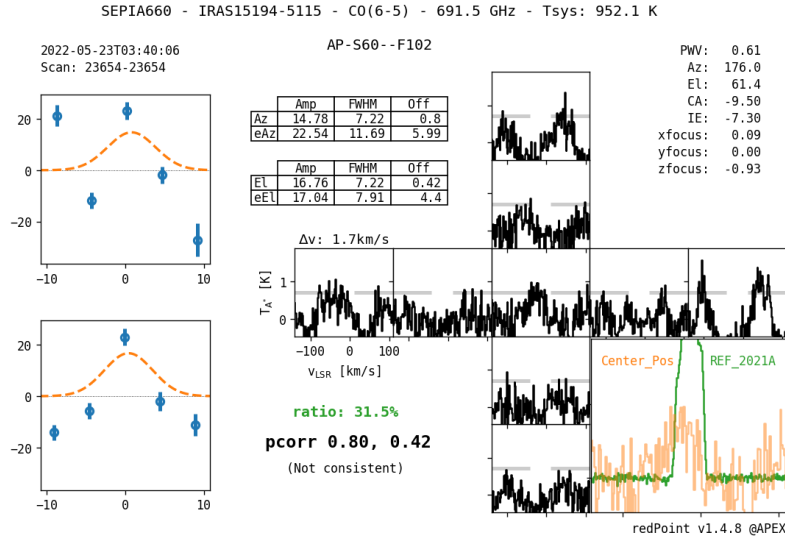 SEPIA660 - IRAS15194-5115 - CO(6-5) - 691.5 GHz - Tsys: 952.1 K
2022-05-23T03:40:06
Scan: 23654-23654
AP-S60--F102
PWV: 0.61
Az: 176.0
El: 61.4
CA: -9.50
IE: -7.30
xfocus: 0.09
yfocus: 0.00
zfocus: -0.93
Amp FWHM Off
Az 14.78 7.22 0.8
eAz 22.54 11.69 5.99
Amp FWHM Off
El 16.76 7.22 0.42
eEl 17.04 7.91 4.4
20
0
−20
−10 0 10
Δv: 1.7km/s
TA* [K]
1
0
−100 0 100
vLSR [km/s]
20
0
−20
−10 0 10
ratio: 31.5%
pcorr 0.80, 0.42
(Not consistent)
Center_Pos REF_2021A
redPoint v1.4.8 @APEX